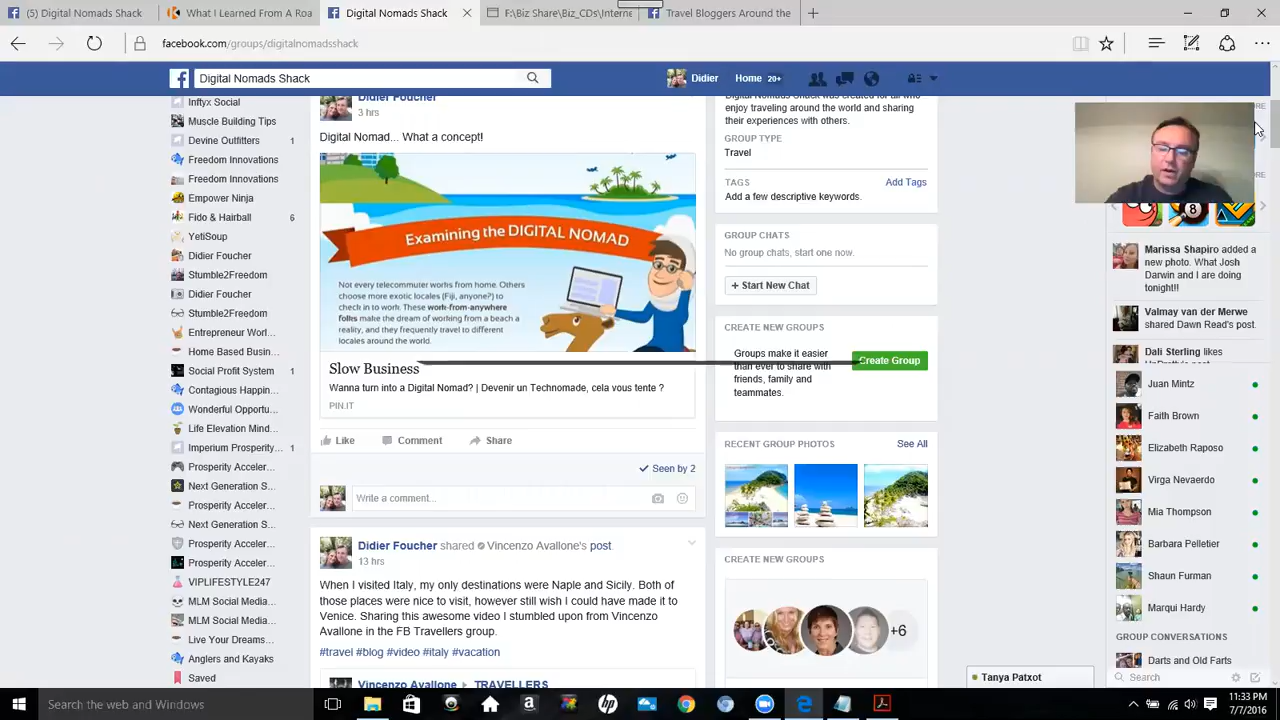 Getting Started
What I Learned From A Roa
Digital Nomads Shack
F:\Biz Share\Biz_CDs\Intern
Travel Bloggers Around the
facebook.com/groups/digitalnomadsshack
Digital Nomads Shack
Didier
Home 20+
Inftyx Social
Muscle Building Tips
Devine Outfitters 1
Freedom Innovations
Freedom Innovations
Empower Ninja
Fido & Hairball 6
YetiSoup
Didier Foucher
Stumble2Freedom
Didier Foucher
Stumble2Freedom
Entrepreneur Worl...
Home Based Busin...
Social Profit System 1
Contagious Happin...
Wonderful Opportu...
Life Elevation Mind...
Imperium Prosperity... 1
Prosperity Acceler...
Next Generation S...
Prosperity Acceler...
Next Generation S...
Prosperity Acceler...
Prosperity Acceler...
VIPLIFESTYLE247
MLM Social Media...
MLM Social Media...
Live Your Dreams...
Anglers and Kayaks
Saved
Didier Foucher
3 hrs
Digital Nomad... What a concept!
Examining the DIGITAL NOMAD
Not every telecommuter works from home. Others
choose more exotic locales (Fiji, anyone?) to
check in to work. These work-from-anywhere
folks make the dream of working from a beach a
reality, and they frequently travel to different
locales around the world.
Slow Business
Wanna turn into a Digital Nomad? | Devenir un Technomade, cela vous tente ?
PIN.IT
Like
Comment
Share
Seen by 2
Write a comment...
Didier Foucher shared Vincenzo Avallone's post.
13 hrs
When I visited Italy, my only destinations were Naple and Sicily. Both of
those places were nice to visit, however still wish I could have made it to
Venice. Sharing this awesome video I stumbled upon from Vincenzo
Avallone in the FB Travellers group.
#travel #blog #video #italy #vacation
Vincenzo Avallone TRAVELLERS
Digital Nomads Shack was created for all who
enjoy traveling around the world and sharing
their experiences with others.
GROUP TYPE
Travel
TAGS
Add Tags
Add a few descriptive keywords.
GROUP CHATS
No group chats, start one now.
+ Start New Chat
CREATE NEW GROUPS
Groups make it easier
than ever to share with
friends, family and
teammates.
Create Group
RECENT GROUP PHOTOS
See All
CREATE NEW GROUPS
+6
Marissa Shapiro added a
new photo. What Josh
Darwin and I are doing
tonight!!
Valmay van der Merwe
shared Dawn Read's post.
Dali Sterling likes
Juan Mintz
Faith Brown
Elizabeth Raposo
Virga Nevaerdo
Mia Thompson
Barbara Pelletier
Shaun Furman
Marqui Hardy
GROUP CONVERSATIONS
Darts and Old Farts
Search
Tanya Patxot
Search the web and Windows
11:33 PM
7/7/2016